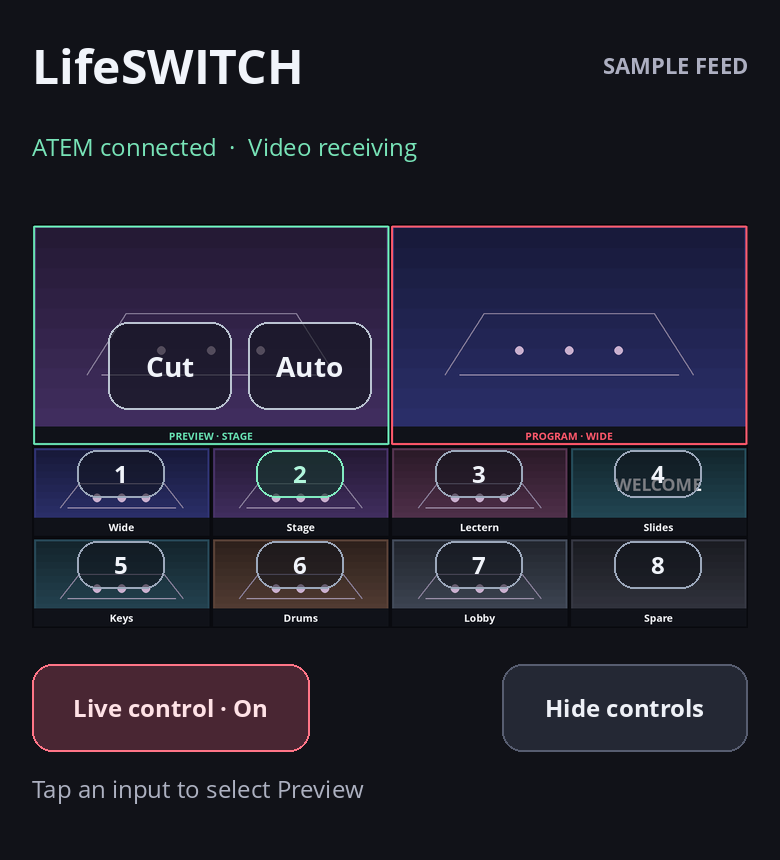 LifeSWITCH
SAMPLE FEED
ATEM connected · Video receiving
Cut
Auto
PREVIEW · STAGE
PROGRAM · WIDE
1
2
3
4
WELCOME
Wide
Stage
Lectern
Slides
5
6
7
8
Keys
Drums
Lobby
Spare
Live control · On
Hide controls
Tap an input to select Preview